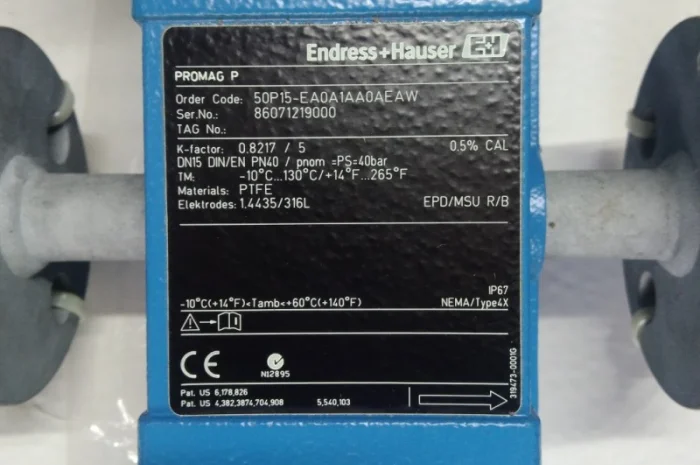 Endress+Hauser EH
PROMAG P
Order Code: 50P15-EA0A1AA0AEAW
Ser.No.: 86071219000
TAG No.:
K-factor: 0.8217 / 5 0.5% CAL
DN15 DIN/EN PN40 / pnom =PS=40bar
TM: -10°C...130°C/+14°F...265°F
Materials: PTFE
Elektrodes: 1.4435/316L EPD/MSU R/B
IP67
-10°C(+14°F)<Tamb<+60°C(+140°F) NEMA/Type4X
CE
N12895
319473-0001G
Pat. US 6,178,826
Pat. US 4,382,3874,704,908 5,540,103